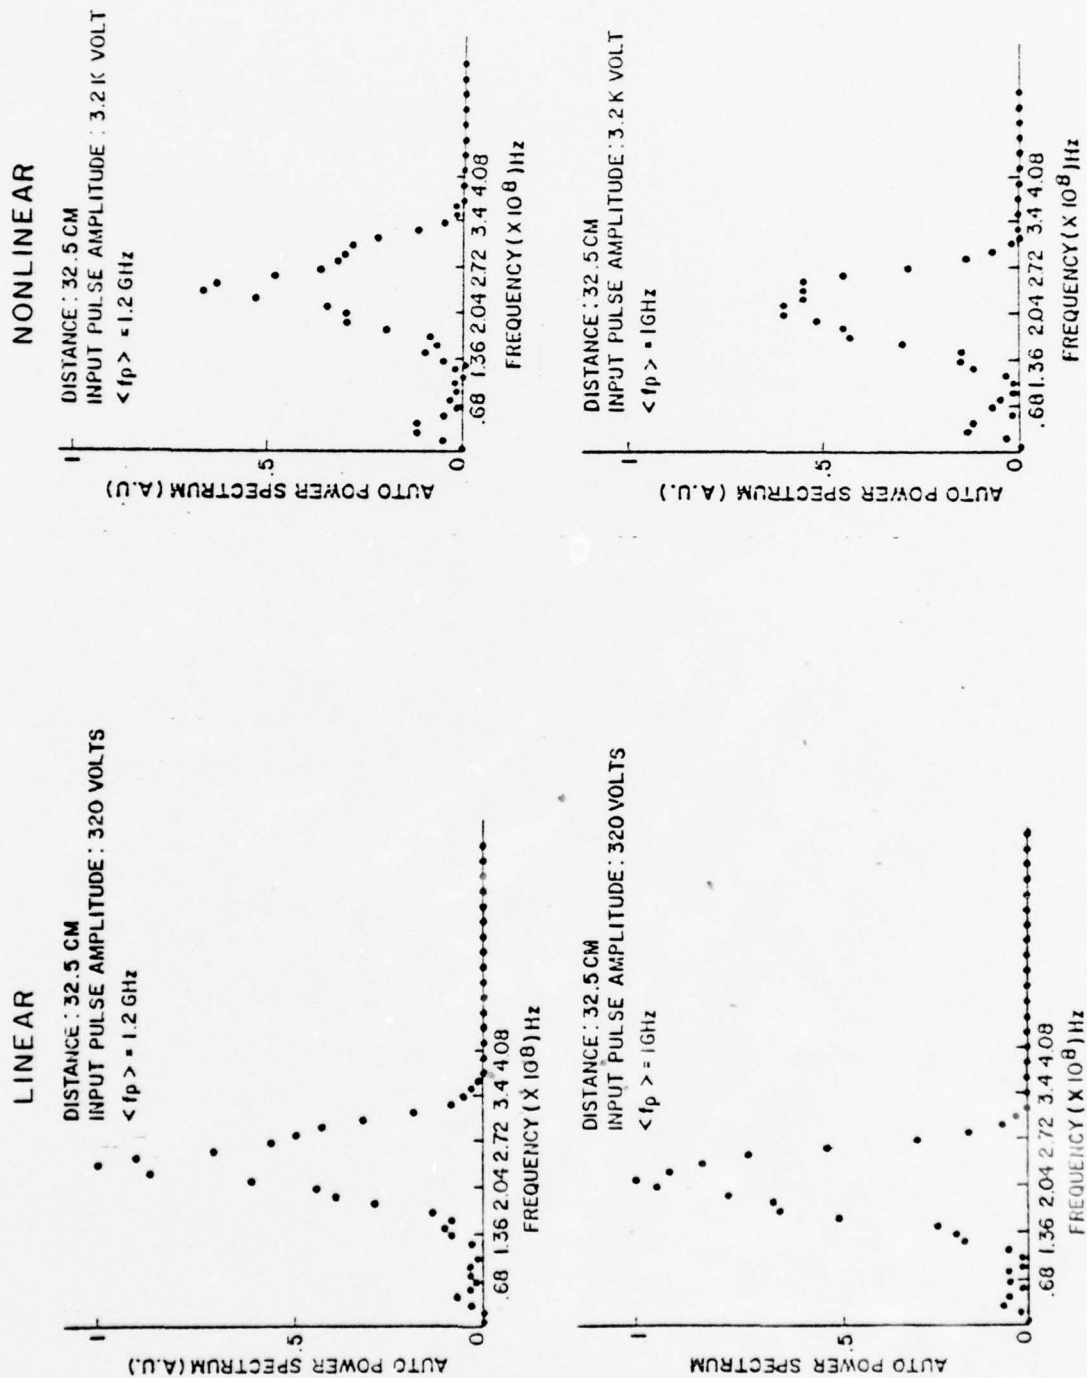 LINEAR
DISTANCE : 32.5 CM
INPUT PULSE AMPLITUDE : 320 VOLTS
<fp> = 1.2 GHz
AUTO POWER SPECTRUM (A.U.)
1
.5
0
.68 1.36 2.04 2.72 3.4 4.08
FREQUENCY (X 10⁸) Hz
DISTANCE : 32.5 CM
INPUT PULSE AMPLITUDE : 320 VOLTS
<fp> = 1GHz
AUTO POWER SPECTRUM
1
.5
0
.68 1.36 2.04 2.72 3.4 4.08
FREQUENCY (X 10⁸) Hz
NONLINEAR
DISTANCE : 32.5 CM
INPUT PULSE AMPLITUDE : 3.2 K VOLT
<fp> = 1.2 GHz
AUTO POWER SPECTRUM (A.U)
1
.5
0
.68 1.36 2.04 2.72 3.4 4.08
FREQUENCY (X 10⁸) Hz
DISTANCE : 32.5 CM
INPUT PULSE AMPLITUDE : 3.2 K VOLT
<fp> = 1GHz
AUTO POWER SPECTRUM (A.U.)
1
.5
0
.68 1.36 2.04 2.72 3.4 4.08
FREQUENCY (X 10⁸) Hz